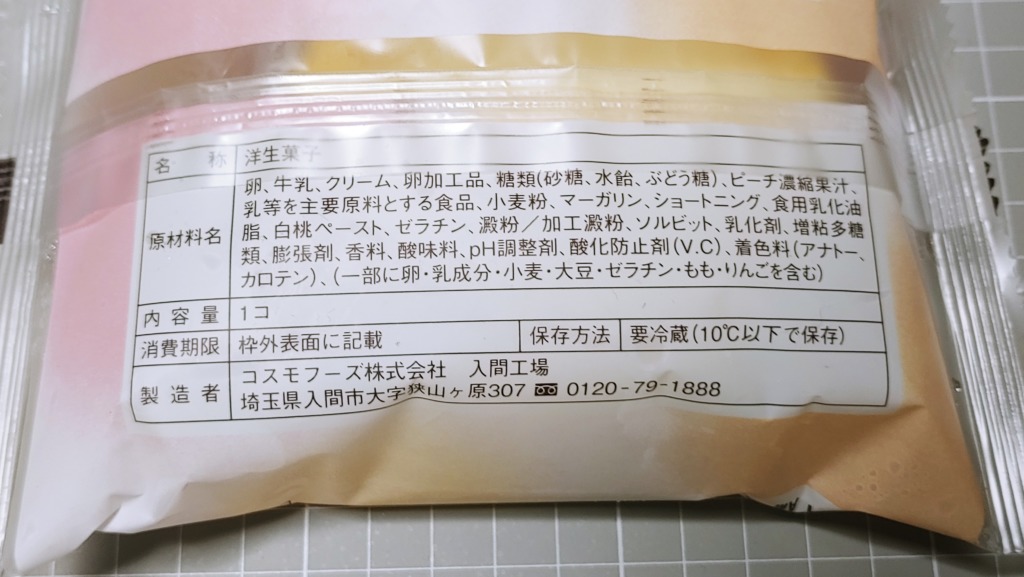 名称 洋生菓子
原材料名 卵、牛乳、クリーム、卵加工品、糖類(砂糖、水飴、ぶどう糖)、ピーチ濃縮果汁、
乳等を主要原料とする食品、小麦粉、マーガリン、ショートニング、食用乳化油
脂、白桃ペースト、ゼラチン、澱粉/加工澱粉、ソルビット、乳化剤、増粘多糖
類、膨張剤、香料、酸味料、pH調整剤、酸化防止剤(V.C)、着色料(アナトー、
カロテン)、(一部に卵・乳成分・小麦・大豆・ゼラチン・もも・りんごを含む)
内容量 1コ
消費期限 枠外表面に記載 保存方法 要冷蔵(10℃以下で保存)
製造者 コスモフーズ株式会社 入間工場
埼玉県入間市大字狭山ヶ原307 0120-79-1888